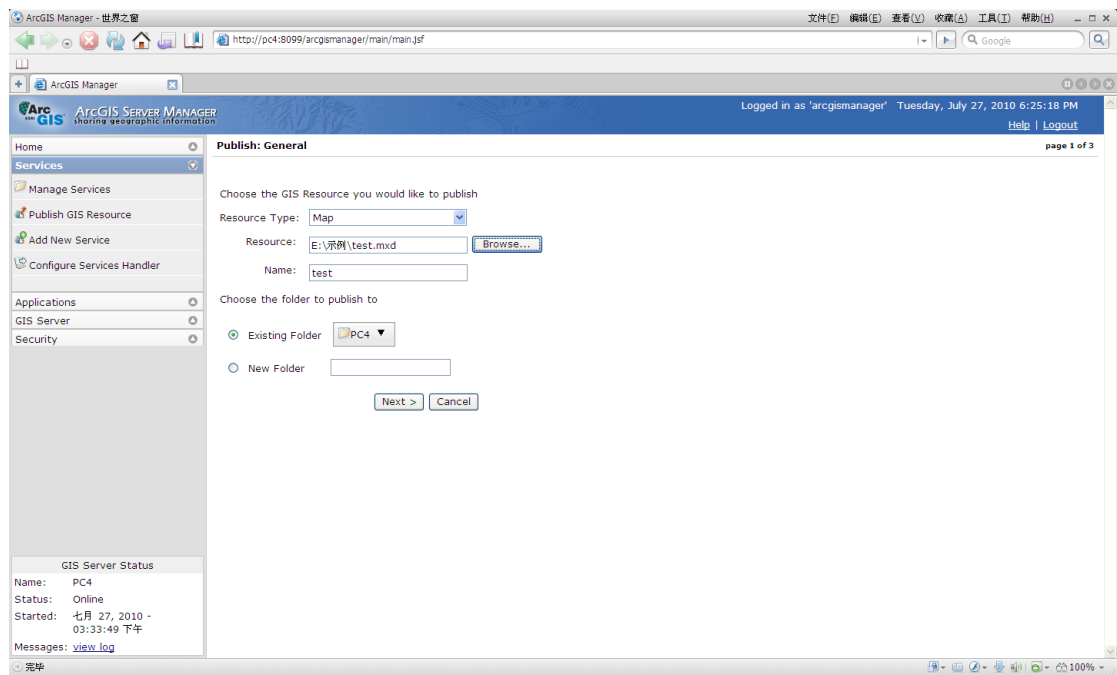 ArcGIS Manager - 世界之窗
文件(F) 编辑(E) 查看(V) 收藏(A) 工具(T) 帮助(H)
http://pc4:8099/arcgismanager/main/main.jsf
Google
ArcGIS Manager
ArcGIS
ArcGIS Server Manager
sharing geographic information
Logged in as 'arcgismanager' Tuesday, July 27, 2010 6:25:18 PM
Help | Logout
Home
Services
Manage Services
Publish GIS Resource
Add New Service
Configure Services Handler
Applications
GIS Server
Security
Publish: General
page 1 of 3
Choose the GIS Resource you would like to publish
Resource Type: Map
Resource: E:\示例\test.mxd Browse...
Name: test
Choose the folder to publish to
Existing Folder PC4
New Folder
Next > Cancel
GIS Server Status
Name: PC4
Status: Online
Started: 七月 27, 2010 -
03:33:49 下午
Messages: view log
完毕
100%